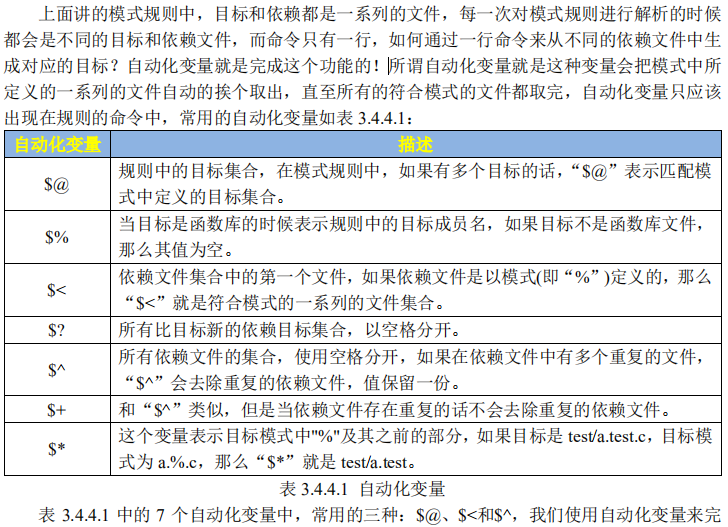 上面讲的模式规则中，目标和依赖都是一系列的文件，每一次对模式规则进行解析的时候
都会是不同的目标和依赖文件，而命令只有一行，如何通过一行命令来从不同的依赖文件中生
成对应的目标？自动化变量就是完成这个功能的！所谓自动化变量就是这种变量会把模式中所
定义的一系列的文件自动的挨个取出，直至所有的符合模式的文件都取完，自动化变量只应该
出现在规则的命令中，常用的自动化变量如表 3.4.4.1：
自动化变量 描述
$@ 规则中的目标集合，在模式规则中，如果有多个目标的话，“$@”表示匹配模
式中定义的目标集合。
$% 当目标是函数库的时候表示规则中的目标成员名，如果目标不是函数库文件，
那么其值为空。
$< 依赖文件集合中的第一个文件，如果依赖文件是以模式(即“%”)定义的，那么
“$<”就是符合模式的一系列的文件集合。
$? 所有比目标新的依赖目标集合，以空格分开。
$^ 所有依赖文件的集合，使用空格分开，如果在依赖文件中有多个重复的文件，
“$^”会去除重复的依赖文件，值保留一份。
$+ 和“$^”类似，但是当依赖文件存在重复的话不会去除重复的依赖文件。
$* 这个变量表示目标模式中"%"及其之前的部分，如果目标是 test/a.test.c，目标模
式为 a.%.c，那么“$*”就是 test/a.test。
表 3.4.4.1 自动化变量
表 3.4.4.1 中的 7 个自动化变量中，常用的三种：$@、$<和$^，我们使用自动化变量来完